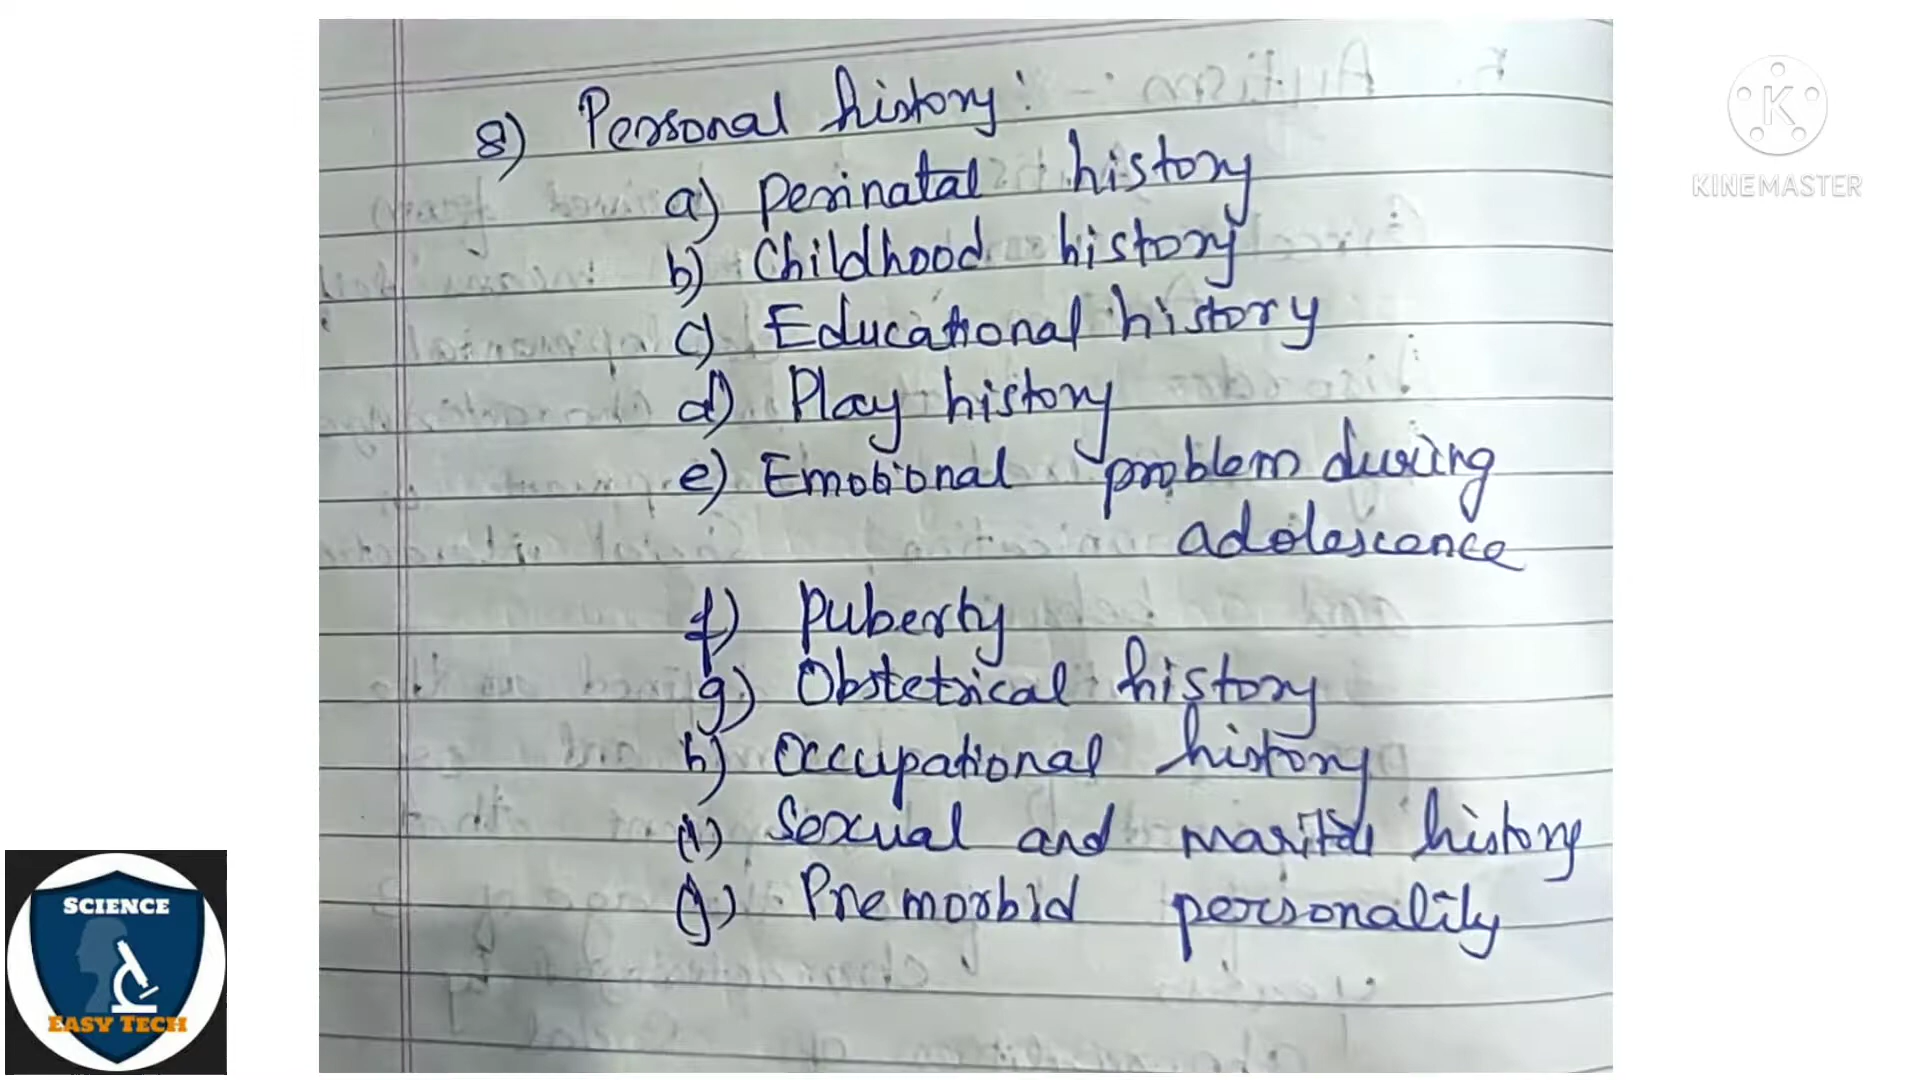 8) Personal history:
a) Perinatal history
b) Childhood history
c) Educational history
d) Play history
e) Emotional problem during
adolescence
f) Puberty
g) Obstetrical history
h) Occupational history
i) Sexual and marital history
j) Premorbid personality
KINEMASTER
SCIENCE
EASY TECH